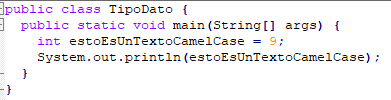 public class TipoDato {
public static void main(String[] args) {
int estoEsUnTextoCamelCase = 9;
System.out.println(estoEsUnTextoCamelCase);
}
}